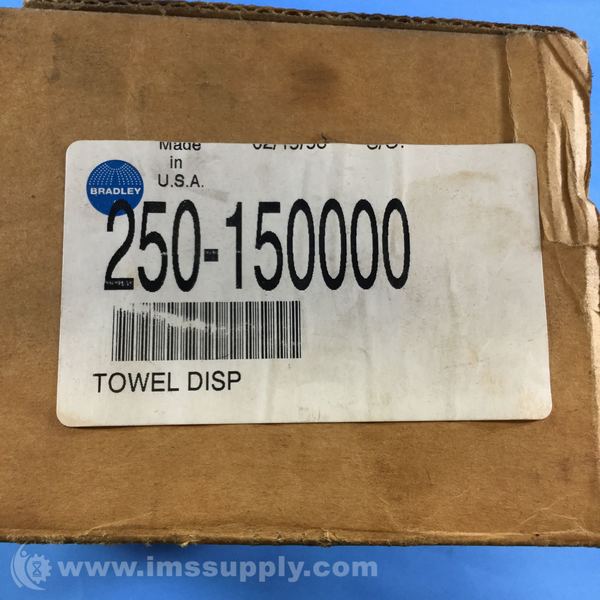 Made
in
U.S.A.
BRADLEY
250-150000
TOWEL DISP
www.imssupply.com